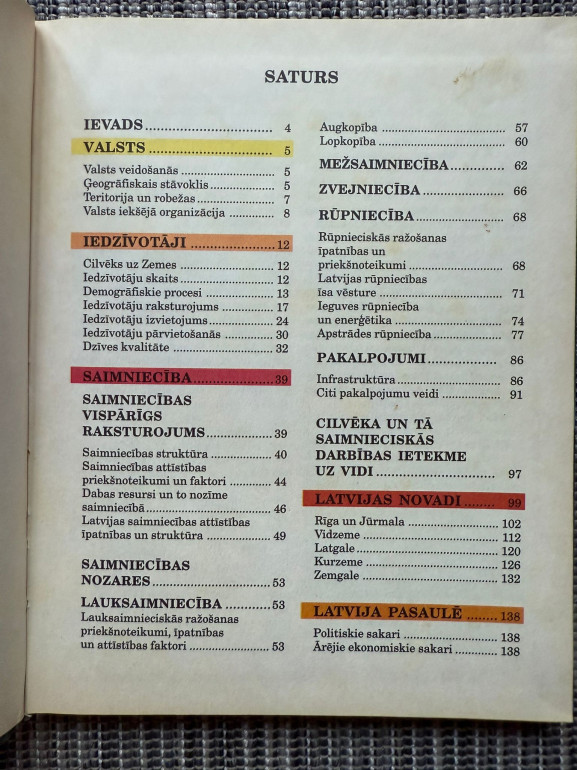 SATURS
IEVADS ........ 4
VALSTS ........ 5
Valsts veidošanās ........ 5
Ģeogrāfiskais stāvoklis ........ 5
Teritorija un robežas ........ 7
Valsts iekšējā organizācija ........ 8
IEDZĪVOTĀJI ........ 12
Cilvēks uz Zemes ........ 12
Iedzīvotāju skaits ........ 12
Demogrāfiskie procesi ........ 13
Iedzīvotāju raksturojums ........ 17
Iedzīvotāju izvietojums ........ 24
Iedzīvotāju pārvietošanās ........ 30
Dzīves kvalitāte ........ 32
SAIMNIECĪBA ........ 39
SAIMNIECĪBAS
VISPĀRĪGS
RAKSTUROJUMS ........ 39
Saimniecības struktūra ........ 40
Saimniecības attīstības
priekšnoteikumi un faktori ........ 44
Dabas resursi un to nozīme
saimniecībā ........ 46
Latvijas saimniecības attīstības
īpatnības un struktūra ........ 49
SAIMNIECĪBAS
NOZARES ........ 53
LAUKSAIMNIECĪBA ........ 53
Lauksaimnieciskās ražošanas
priekšnoteikumi, īpatnības
un attīstības faktori ........ 53
Augkopība ........ 57
Lopkopība ........ 60
MEŽSAIMNIECĪBA ........ 62
ZVEJNIECĪBA ........ 66
RŪPNIECĪBA ........ 68
Rūpnieciskās ražošanas
īpatnības un
priekšnoteikumi ........ 68
Latvijas rūpniecības
īsa vēsture ........ 71
Ieguves rūpniecība
un enerģētika ........ 74
Apstrādes rūpniecība ........ 77
PAKALPOJUMI ........ 86
Infrastruktūra ........ 86
Citi pakalpojumu veidi ........ 91
CILVĒKA UN TĀ
SAIMNIECISKĀS
DARBĪBAS IETEKME
UZ VIDI ........ 97
LATVIJAS NOVADI ........ 99
Rīga un Jūrmala ........ 102
Vidzeme ........ 112
Latgale ........ 120
Kurzeme ........ 126
Zemgale ........ 132
LATVIJA PASAULĒ ........ 138
Politiskie sakari ........ 138
Ārējie ekonomiskie sakari ........ 138